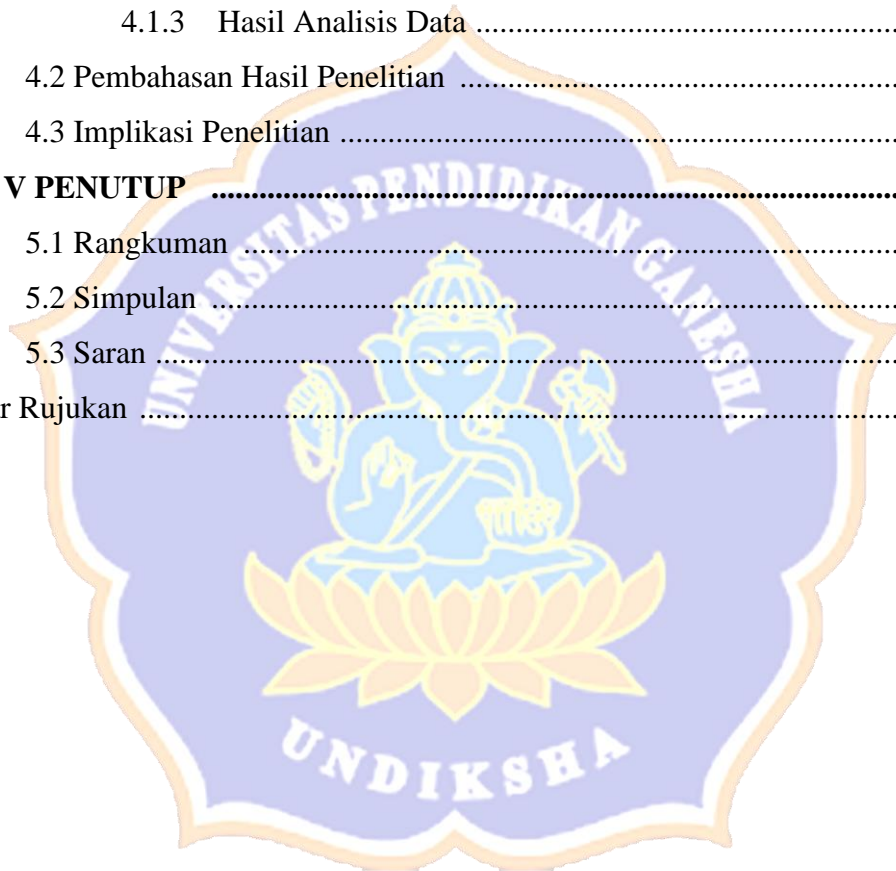 4.1.3 Hasil Analisis Data ................................................
4.2 Pembahasan Hasil Penelitian ................................................
4.3 Implikasi Penelitian ................................................
V PENUTUP ................................................
5.1 Rangkuman ................................................
5.2 Simpulan ................................................
5.3 Saran ................................................
r Rujukan ................................................
UNIVERSITAS PENDIDIKAN GANESHA
UNDIKSHA